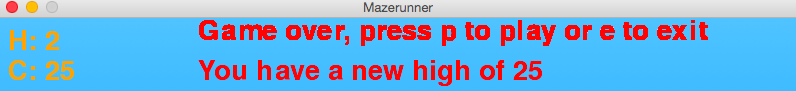 Mazerunner
H: 2
Game over, press p to play or e to exit
C: 25
You have a new high of 25